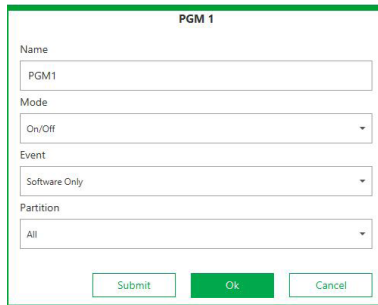 PGM 1
Name
PGM1
Mode
On/Off
Event
Software Only
Partition
All
Submit Ok Cancel